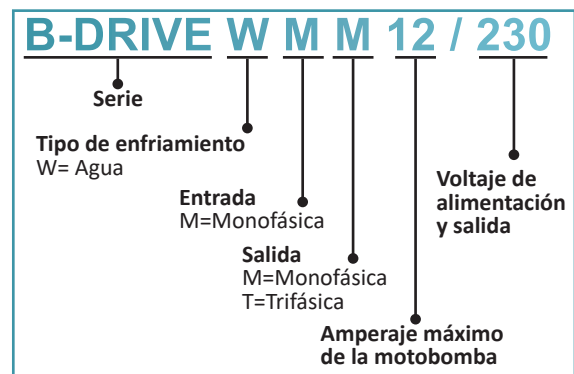 B-DRIVE W M M 12 / 230
Serie
Tipo de enfriamiento
W= Agua
Entrada
M=Monofásica
Salida
M=Monofásica
T=Trifásica
Voltaje de
alimentación
y salida
Amperaje máximo
de la motobomba